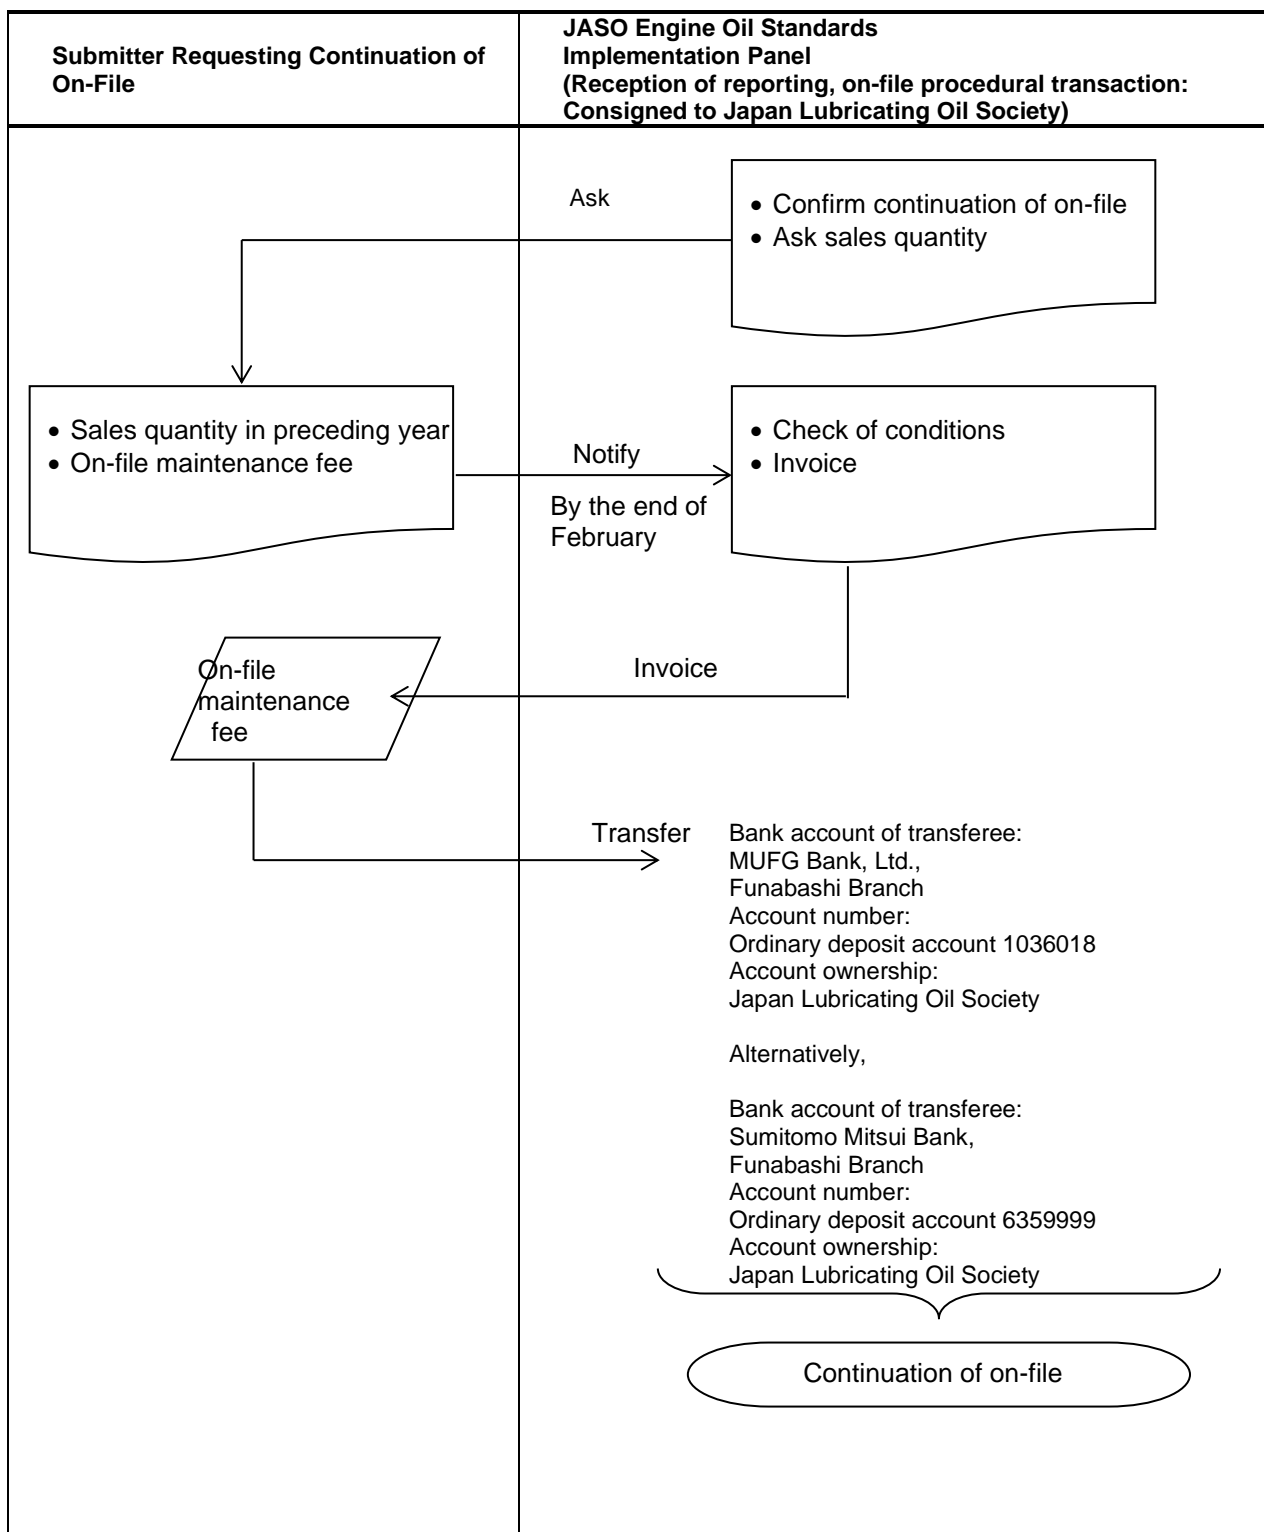 Submitter Requesting Continuation of
On-File
JASO Engine Oil Standards
Implementation Panel
(Reception of reporting, on-file procedural transaction:
Consigned to Japan Lubricating Oil Society)
Ask
• Confirm continuation of on-file
• Ask sales quantity
• Sales quantity in preceding year
• On-file maintenance fee
Notify
By the end of
February
• Check of conditions
• Invoice
On-file
maintenance
fee
Invoice
Transfer
Bank account of transferee:
MUFG Bank, Ltd.,
Funabashi Branch
Account number:
Ordinary deposit account 1036018
Account ownership:
Japan Lubricating Oil Society
Alternatively,
Bank account of transferee:
Sumitomo Mitsui Bank,
Funabashi Branch
Account number:
Ordinary deposit account 6359999
Account ownership:
Japan Lubricating Oil Society
Continuation of on-file